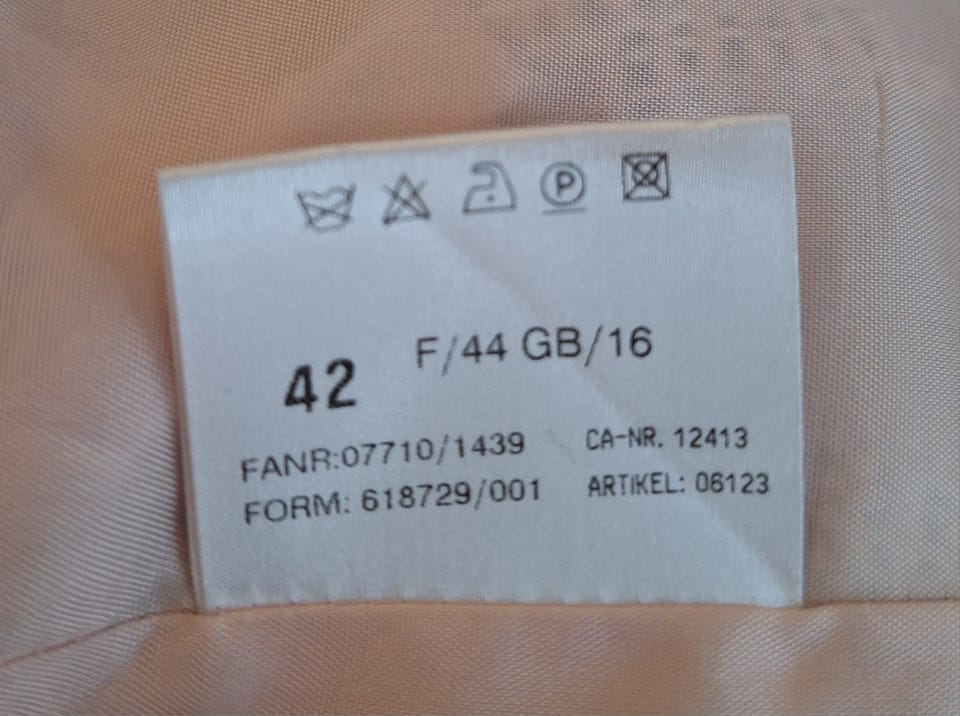 P
42 F/44 GB/16
FANR:07710/1439 CA-NR. 12413
FORM: 618729/001 ARTIKEL: 06123